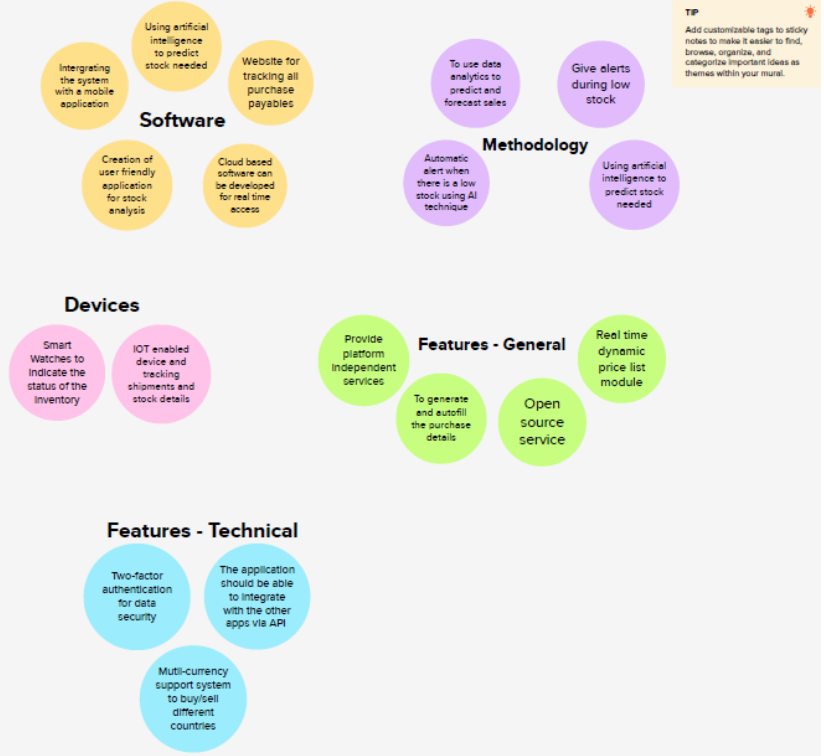 Using artificial
intelligence
to predict
stock needed
Intergrating
the system
with a mobile
application
Website for
tracking all
purchase
payables
Software
Creation of
user friendly
application
for stock
analysis
Cloud based
software can
be developed
for real time
access
To use data
analytics to
predict and
forecast sales
Give alerts
during low
stock
Methodology
Automatic
alert when
there is a low
stock using AI
technique
Using artificial
intelligence to
predict stock
needed
TIP
Add customizable tags to sticky
notes to make it easier to find,
browse, organize, and
categorize important ideas as
themes within your mural.
Devices
Smart
Watches to
Indicate the
status of the
Inventory
IOT enabled
device and
tracking
shipments and
stock details
Features - General
Provide
platform
Independent
services
To generate
and autofill
the purchase
details
Open
source
service
Real time
dynamic
price list
module
Features - Technical
Two-factor
authentication
for data
security
The application
should be able
to integrate
with the other
apps via API
Mutil-currency
support system
to buy/sell
different
countries